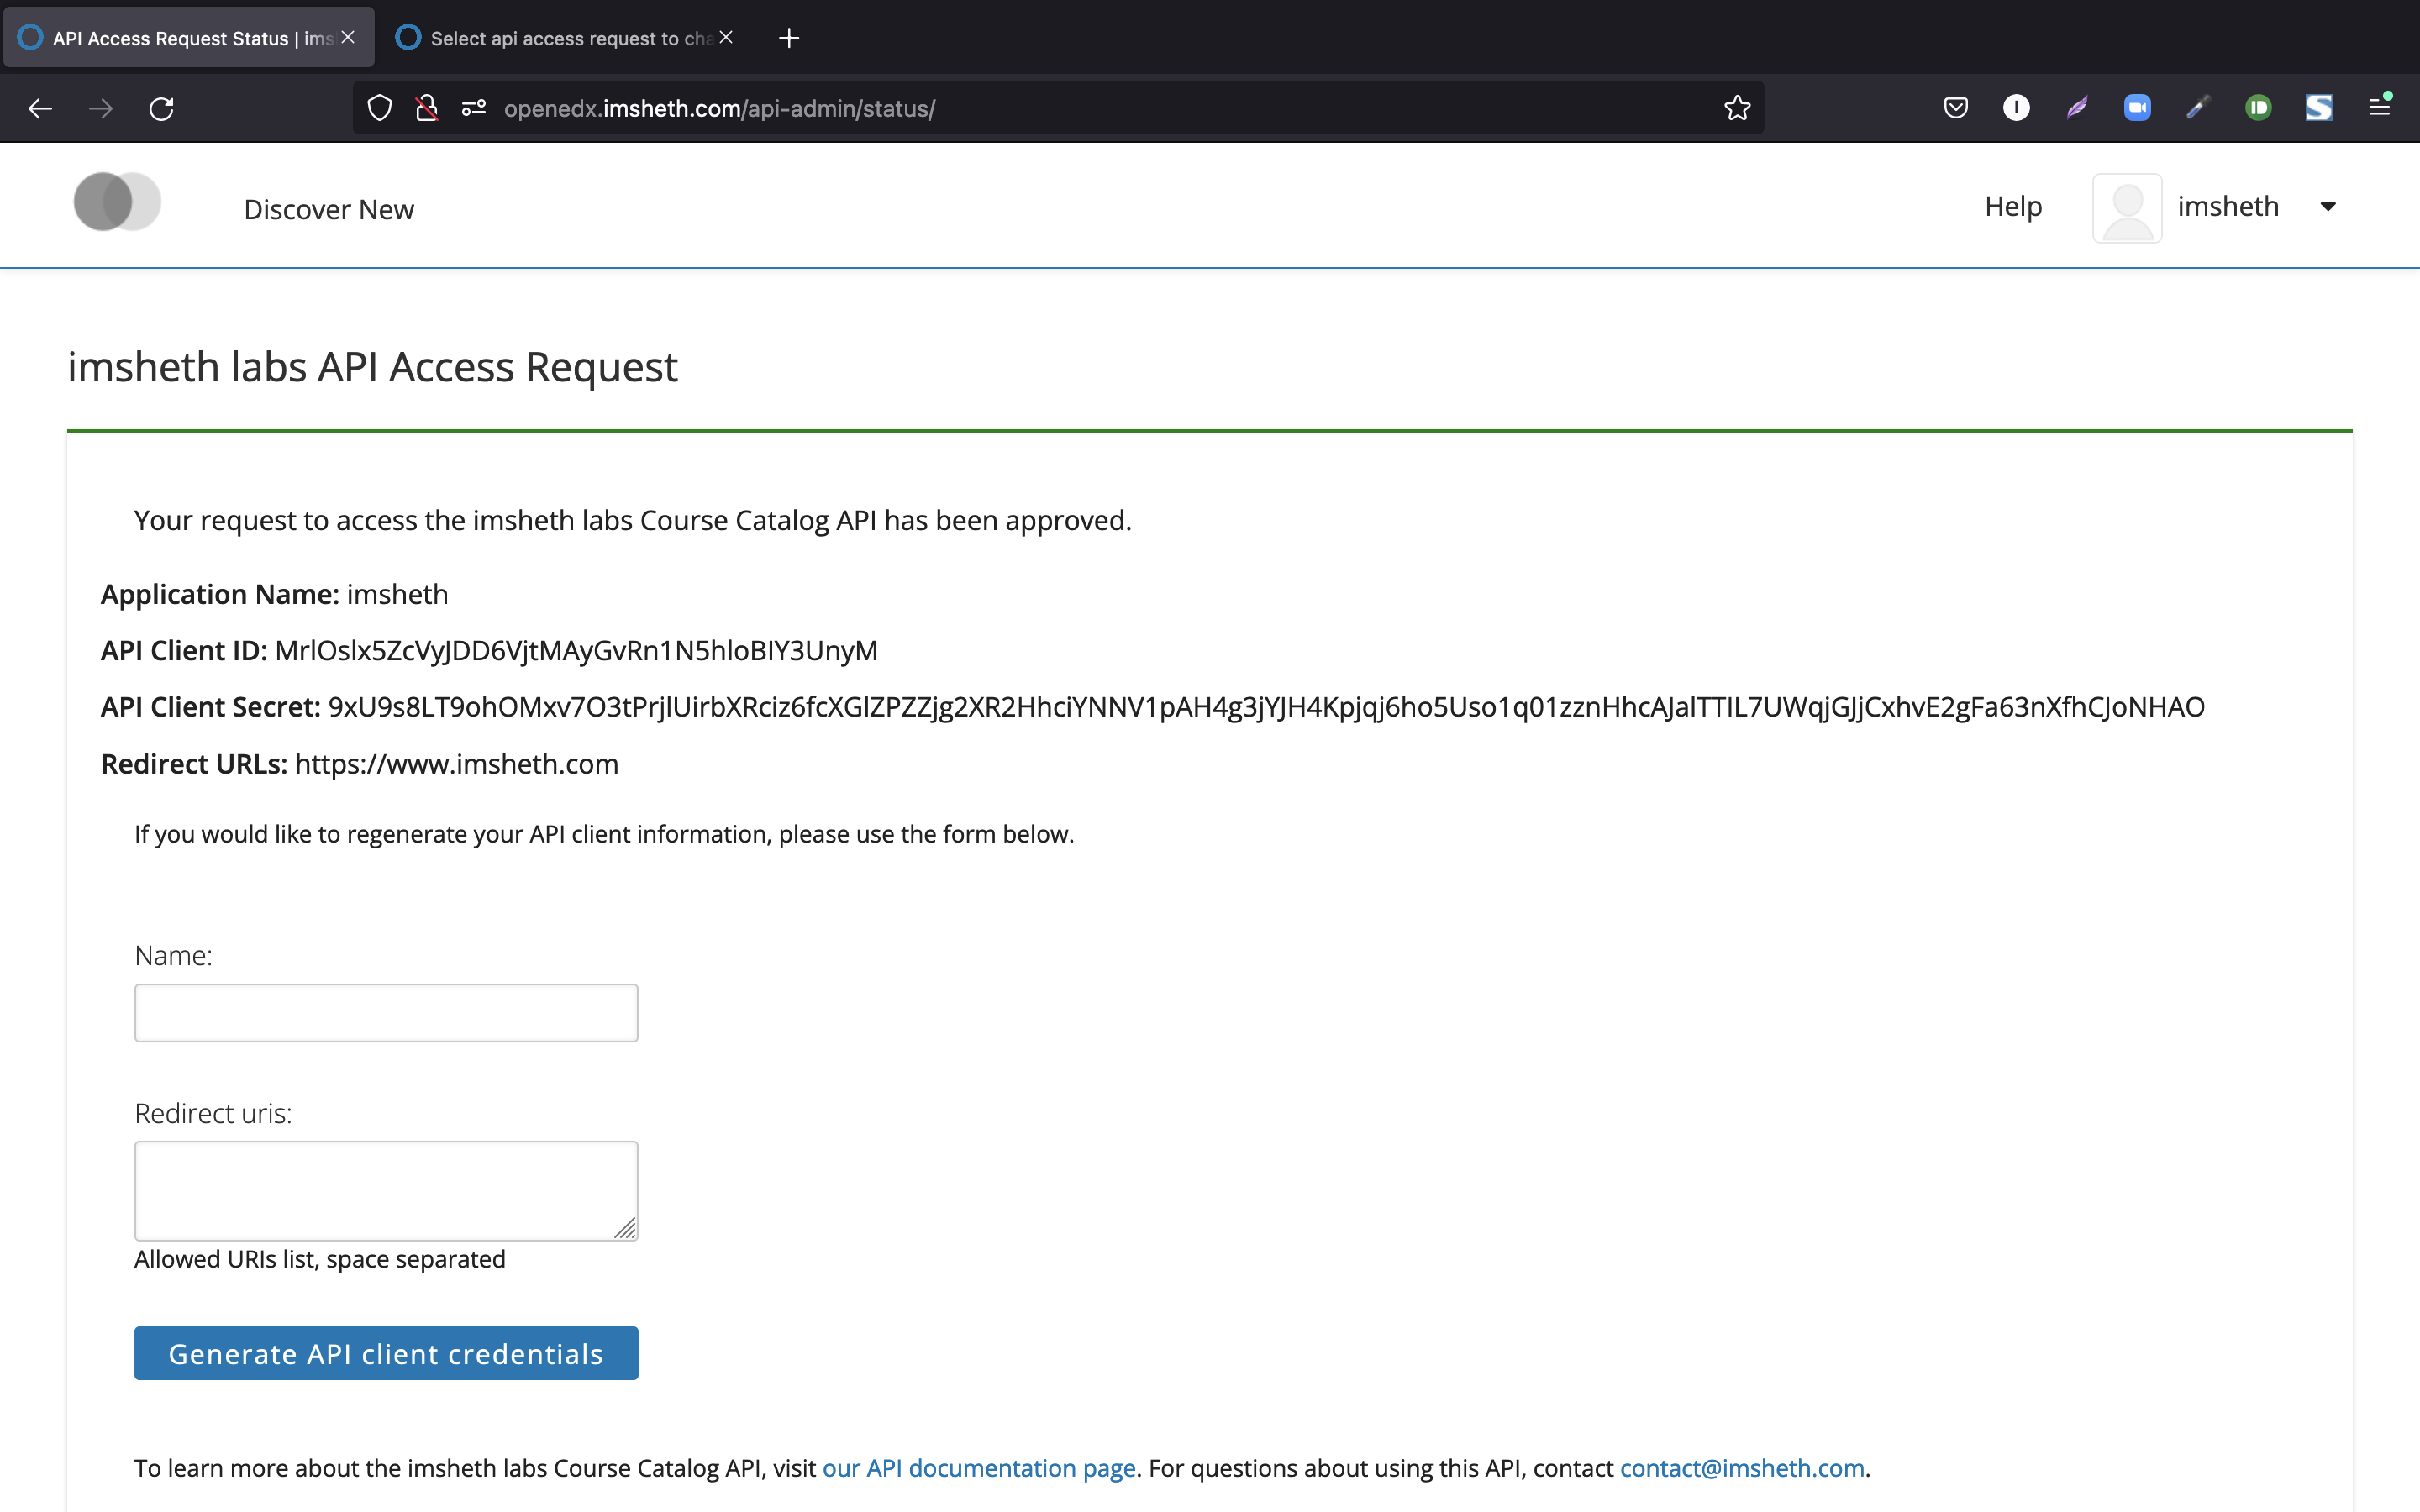 API Access Request Status | ims
Select api access request to cha
openedx.imsheth.com/api-admin/status/
Discover New
Help
imsheth
imsheth labs API Access Request
Your request to access the imsheth labs Course Catalog API has been approved.
Application Name: imsheth
API Client ID: MrlOslx5ZcVyJDD6VjtMAyGvRn1N5hloBIY3UnyM
API Client Secret: 9xU9s8LT9ohOMxv7O3tPrjlUirbXRciz6fcXGlZPZZjg2XR2HhciYNNV1pAH4g3jYJH4Kpjqj6ho5Uso1q01zznHhcAJalTTIL7UWqjGJjCxhvE2gFa63nXfhCJoNHAO
Redirect URLs: https://www.imsheth.com
If you would like to regenerate your API client information, please use the form below.
Name:
Redirect uris:
Allowed URIs list, space separated
Generate API client credentials
To learn more about the imsheth labs Course Catalog API, visit our API documentation page. For questions about using this API, contact contact@imsheth.com.